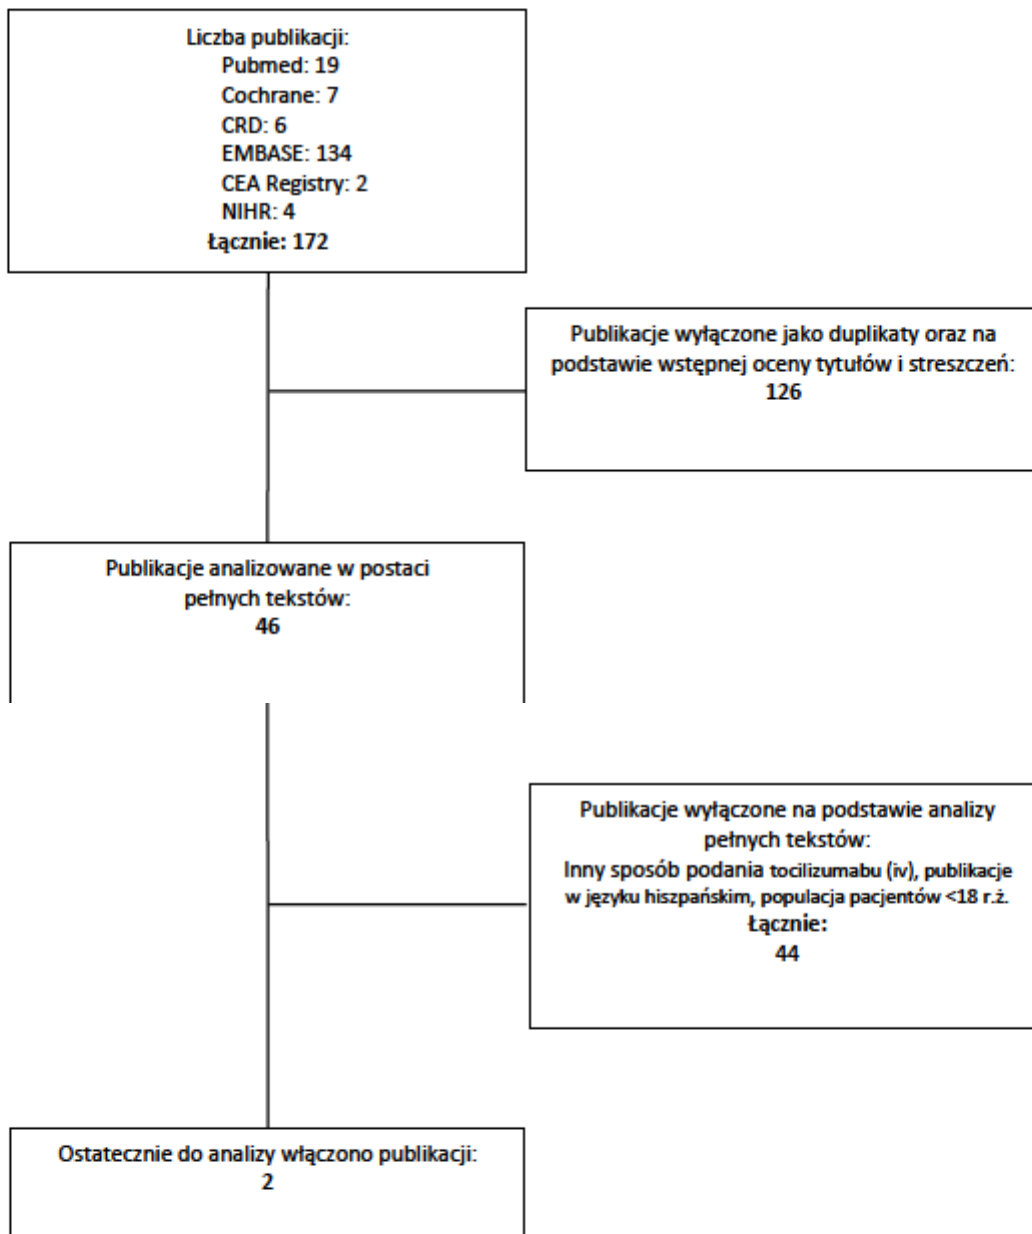 Liczba publikacji:
Pubmed: 19
Cochrane: 7
CRD: 6
EMBASE: 134
CEA Registry: 2
NIHR: 4
Łącznie: 172
Publikacje wyłączone jako duplikaty oraz na
podstawie wstępnej oceny tytułów i streszczeń:
126
Publikacje analizowane w postaci
pełnych tekstów:
46
Publikacje wyłączone na podstawie analizy
pełnych tekstów:
Inny sposób podania tocilizumabu (iv), publikacje
w języku hiszpańskim, populacja pacjentów <18 r.ż.
Łącznie:
44
Ostatecznie do analizy włączono publikacji:
2